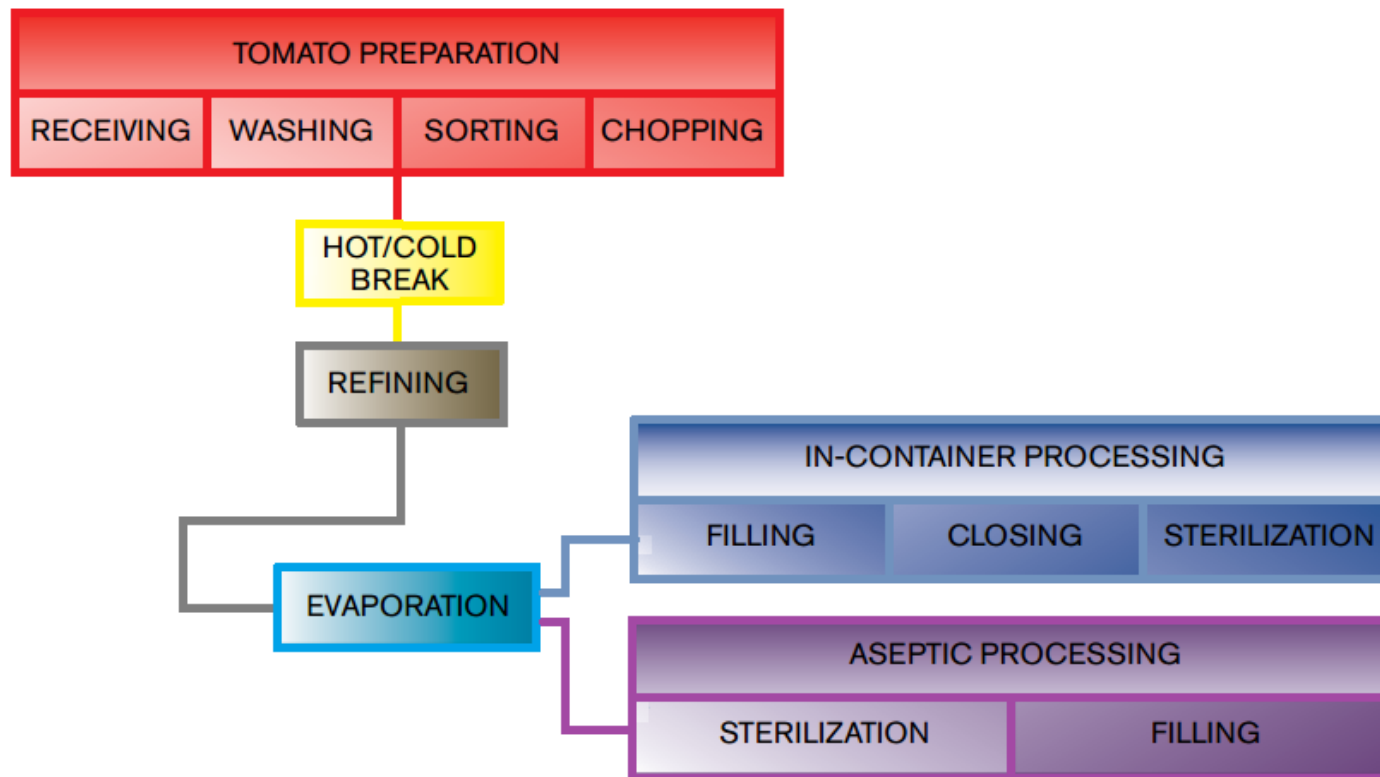 TOMATO PREPARATION
RECEIVING
WASHING
SORTING
CHOPPING
HOT/COLD
BREAK
REFINING
EVAPORATION
IN-CONTAINER PROCESSING
FILLING
CLOSING
STERILIZATION
ASEPTIC PROCESSING
STERILIZATION
FILLING